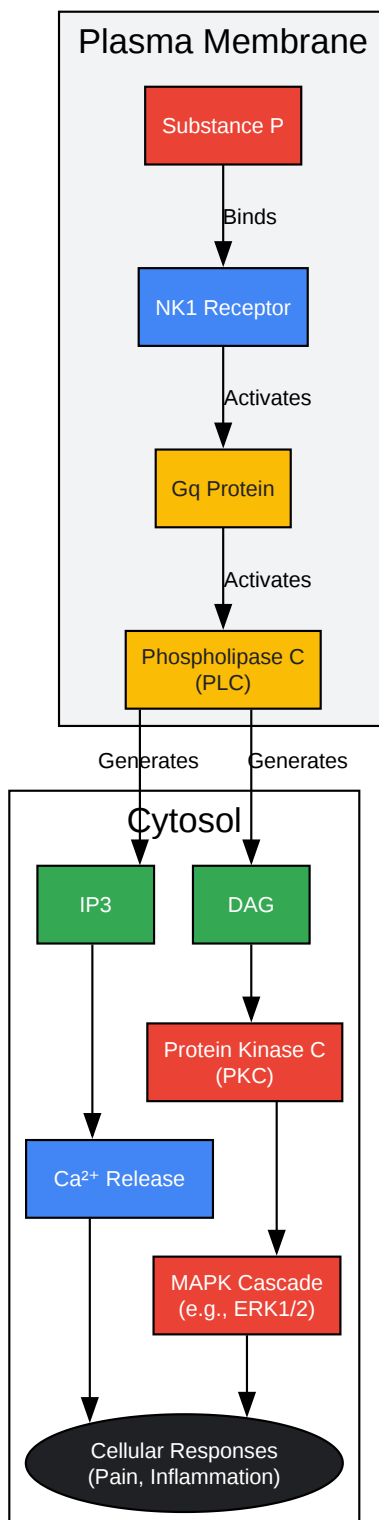 Plasma Membrane
Substance P
Binds
NK1 Receptor
Activates
Gq Protein
Activates
Phospholipase C
(PLC)
Generates
Generates
Cytosol
IP3
DAG
Protein Kinase C
(PKC)
Ca²⁺ Release
MAPK Cascade
(e.g., ERK1/2)
Cellular Responses
(Pain, Inflammation)